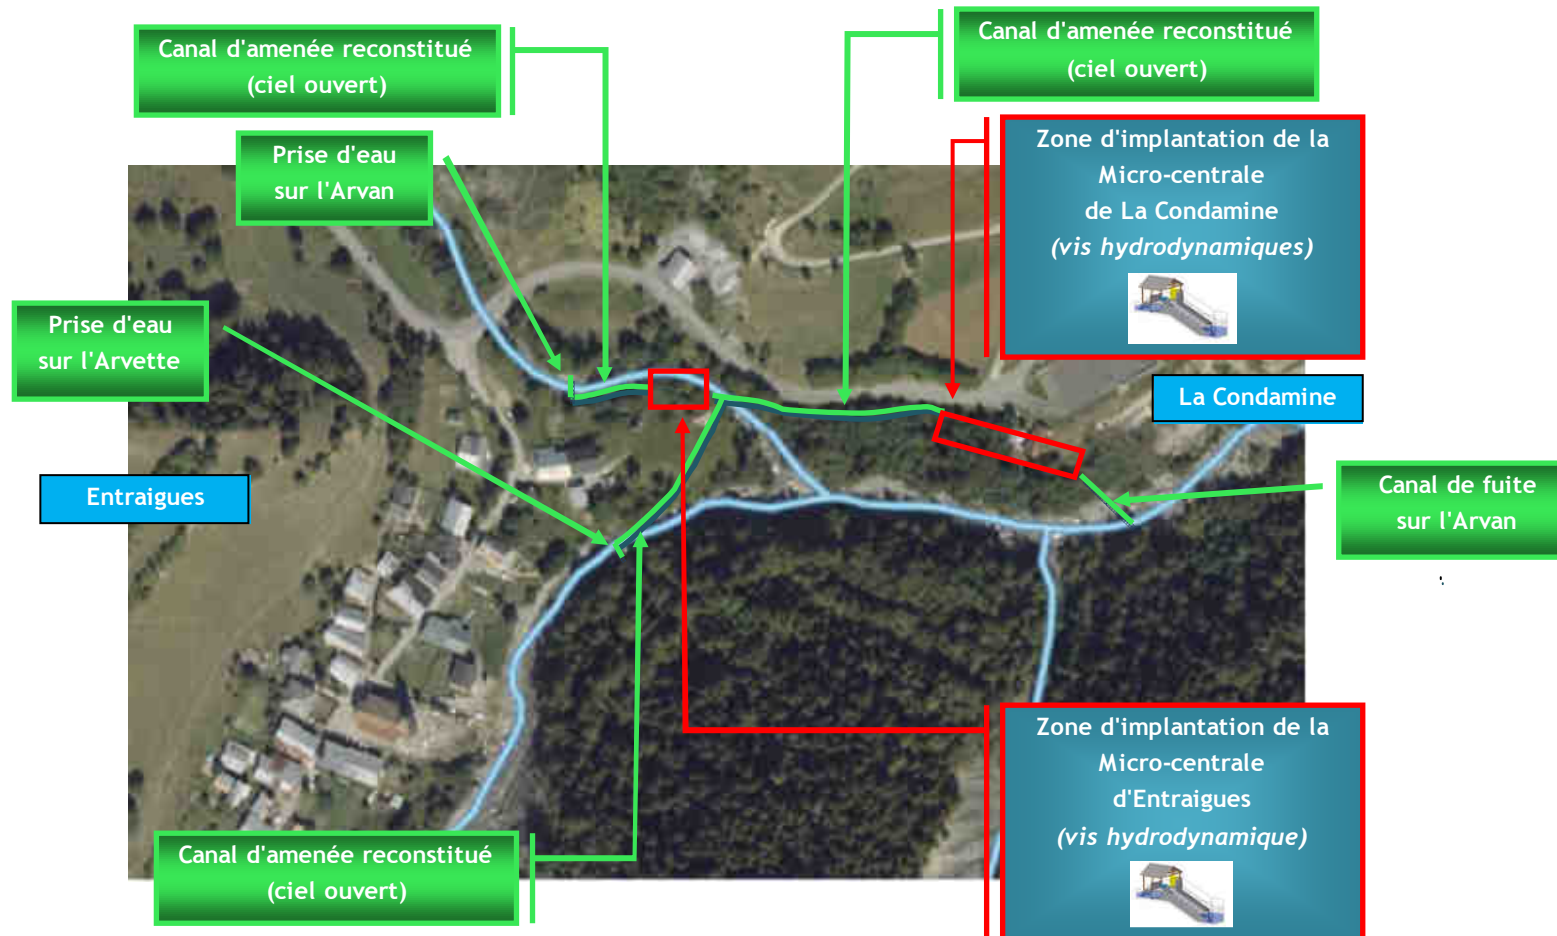 Canal d'amenée reconstitué
(ciel ouvert)
Canal d'amenée reconstitué
(ciel ouvert)
Prise d'eau
sur l'Arvan
Zone d'implantation de la
Micro-centrale
de La Condamine
(vis hydrodynamiques)
Prise d'eau
sur l'Arvette
La Condamine
Entraigues
Canal de fuite
sur l'Arvan
Zone d'implantation de la
Micro-centrale
d'Entraigues
(vis hydrodynamique)
Canal d'amenée reconstitué
(ciel ouvert)